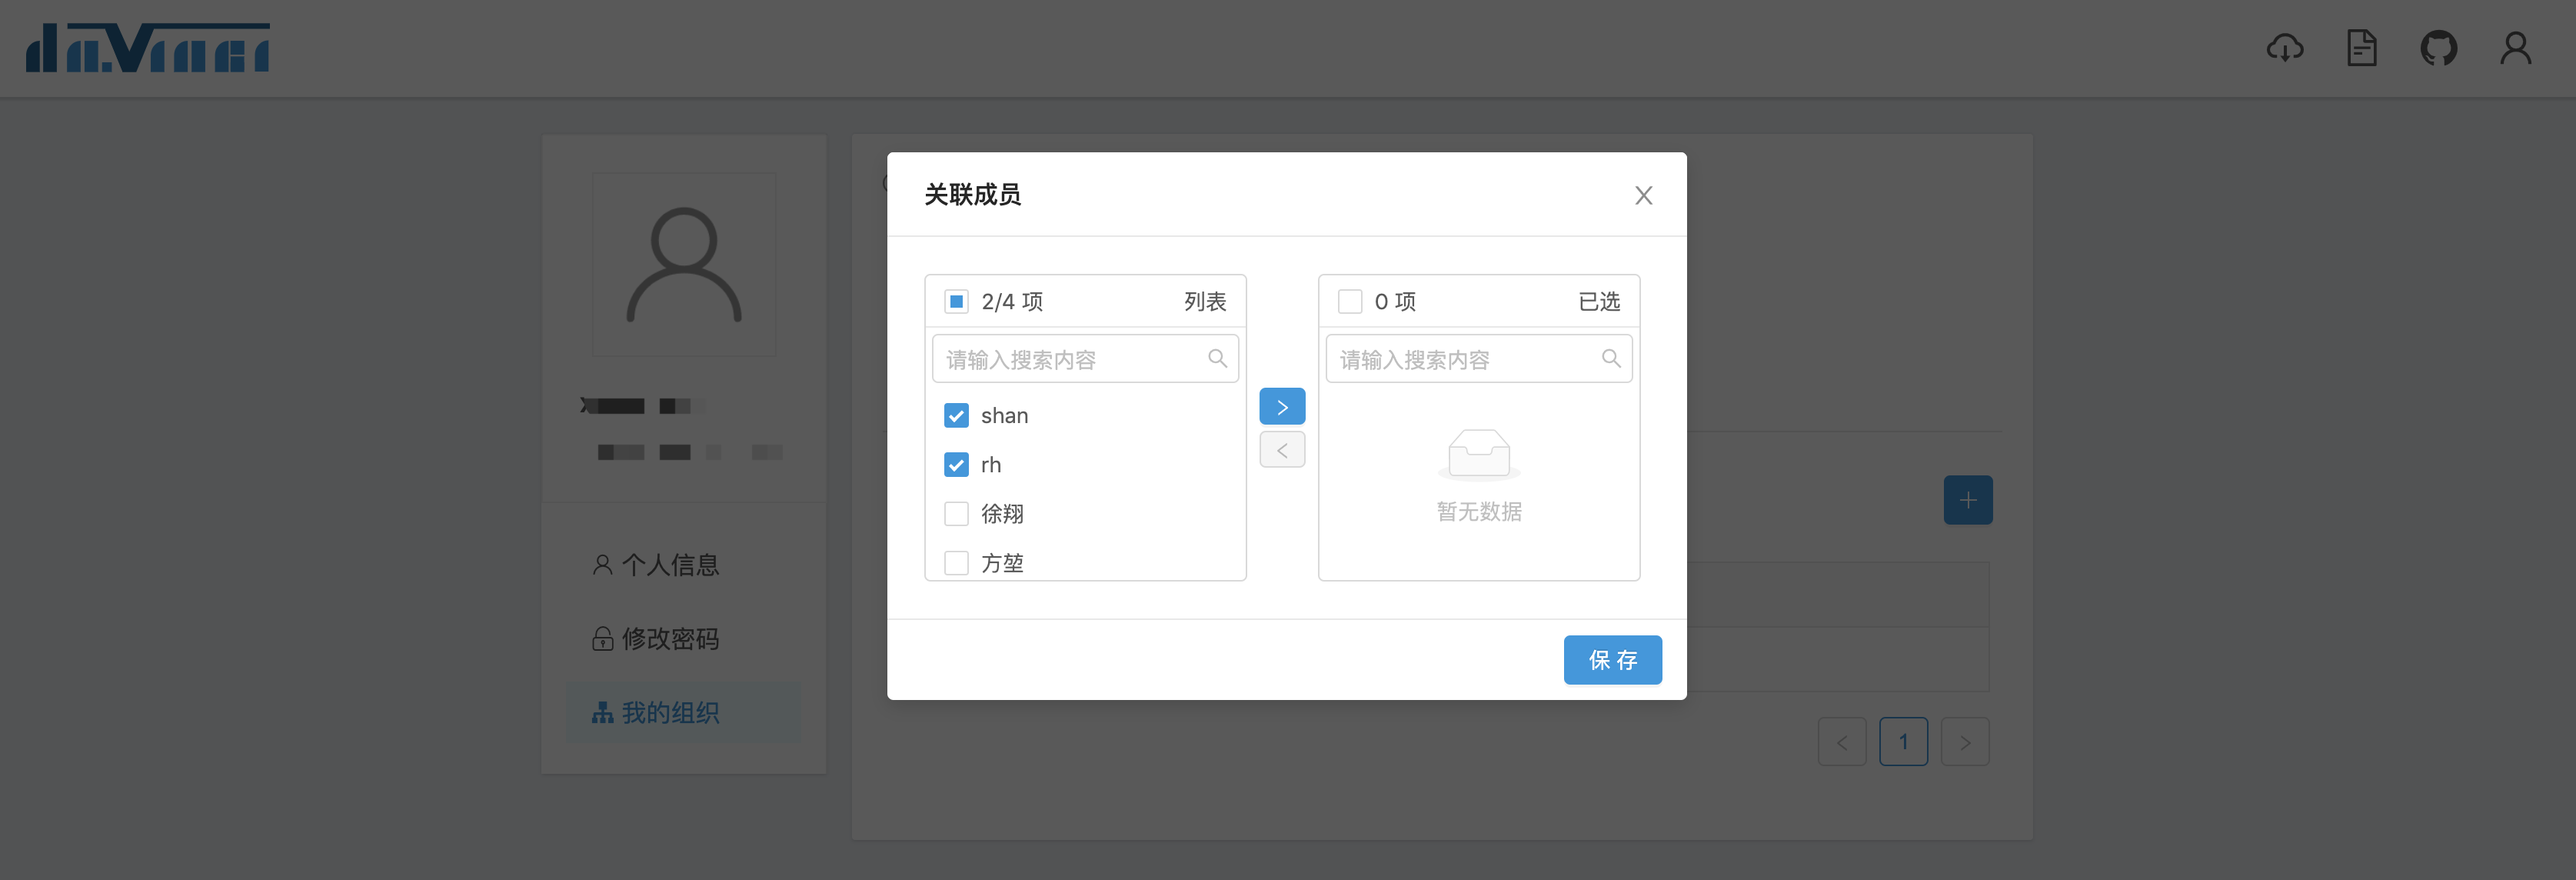 da.Vinci
关联成员
2/4 项 列表
请输入搜索内容
shan
rh
徐翔
方堃
0 项 已选
请输入搜索内容
暂无数据
保 存
个人信息
修改密码
我的组织
1